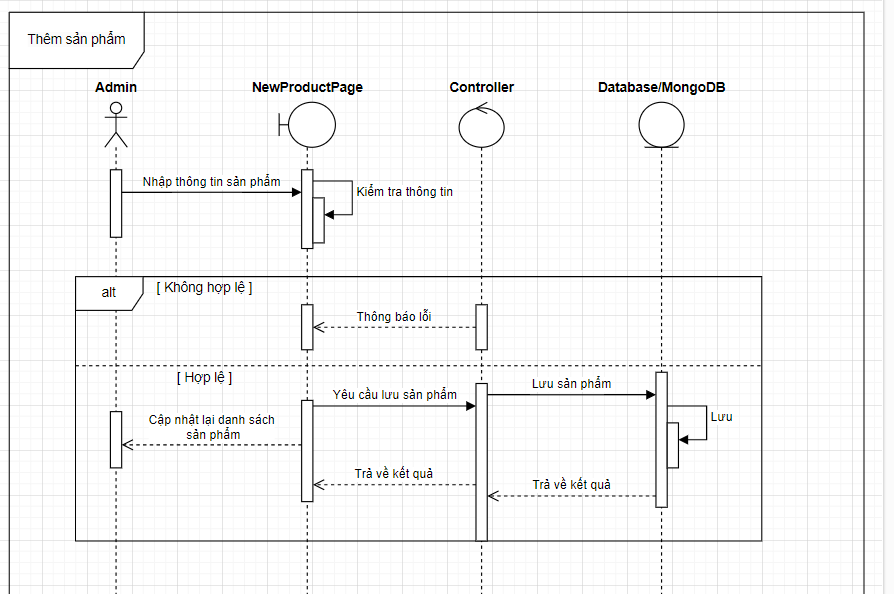 Thêm sản phẩm
Admin
NewProductPage
Controller
Database/MongoDB
Nhập thông tin sản phẩm
Kiểm tra thông tin
alt
[ Không hợp lệ ]
Thông báo lỗi
[ Hợp lệ ]
Lưu sản phẩm
Yêu cầu lưu sản phẩm
Lưu
Cập nhật lại danh sách
sản phẩm
Trả về kết quả
Trả về kết quả